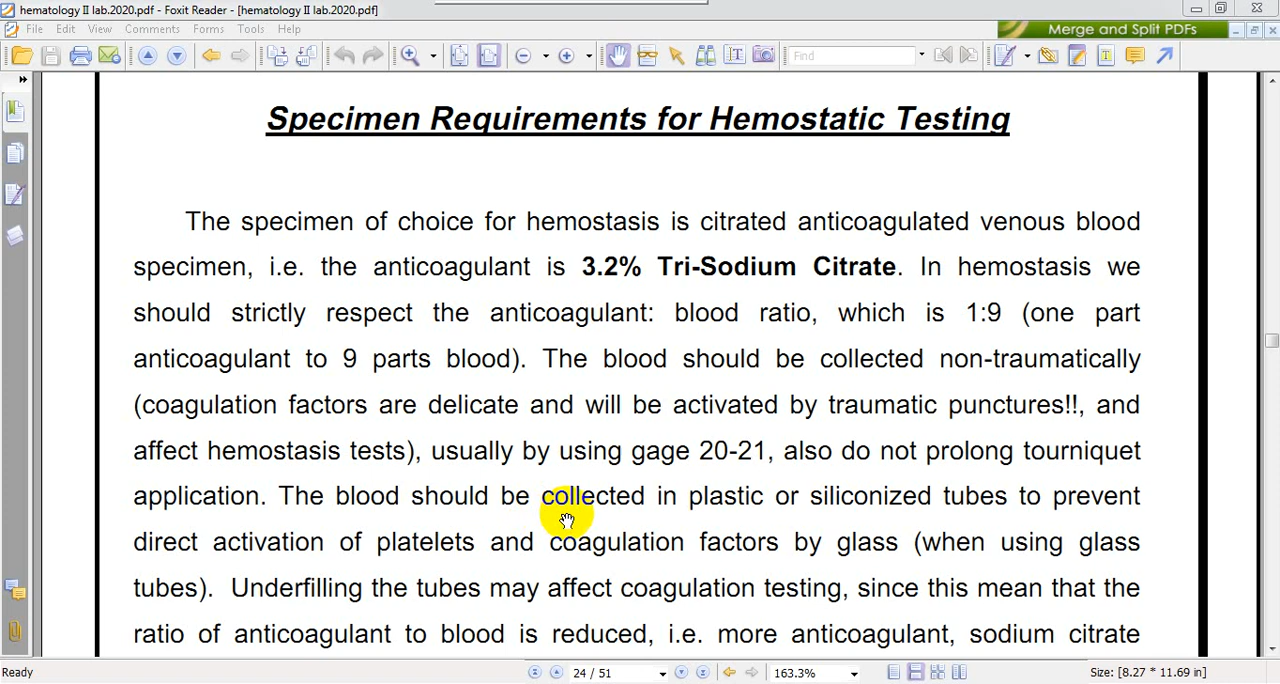 hematology II lab.2020.pdf - Foxit Reader - [hematology II lab.2020.pdf]
File Edit View Comments Forms Tools Help
Merge and Split PDFs
Find
Specimen Requirements for Hemostatic Testing
The specimen of choice for hemostasis is citrated anticoagulated venous blood
specimen, i.e. the anticoagulant is 3.2% Tri-Sodium Citrate. In hemostasis we
should strictly respect the anticoagulant: blood ratio, which is 1:9 (one part
anticoagulant to 9 parts blood). The blood should be collected non-traumatically
(coagulation factors are delicate and will be activated by traumatic punctures!!, and
affect hemostasis tests), usually by using gage 20-21, also do not prolong tourniquet
application. The blood should be collected in plastic or siliconized tubes to prevent
direct activation of platelets and coagulation factors by glass (when using glass
tubes). Underfilling the tubes may affect coagulation testing, since this mean that the
ratio of anticoagulant to blood is reduced, i.e. more anticoagulant, sodium citrate
Ready
24 / 51
163.3%
Size: [8.27 * 11.69 in]